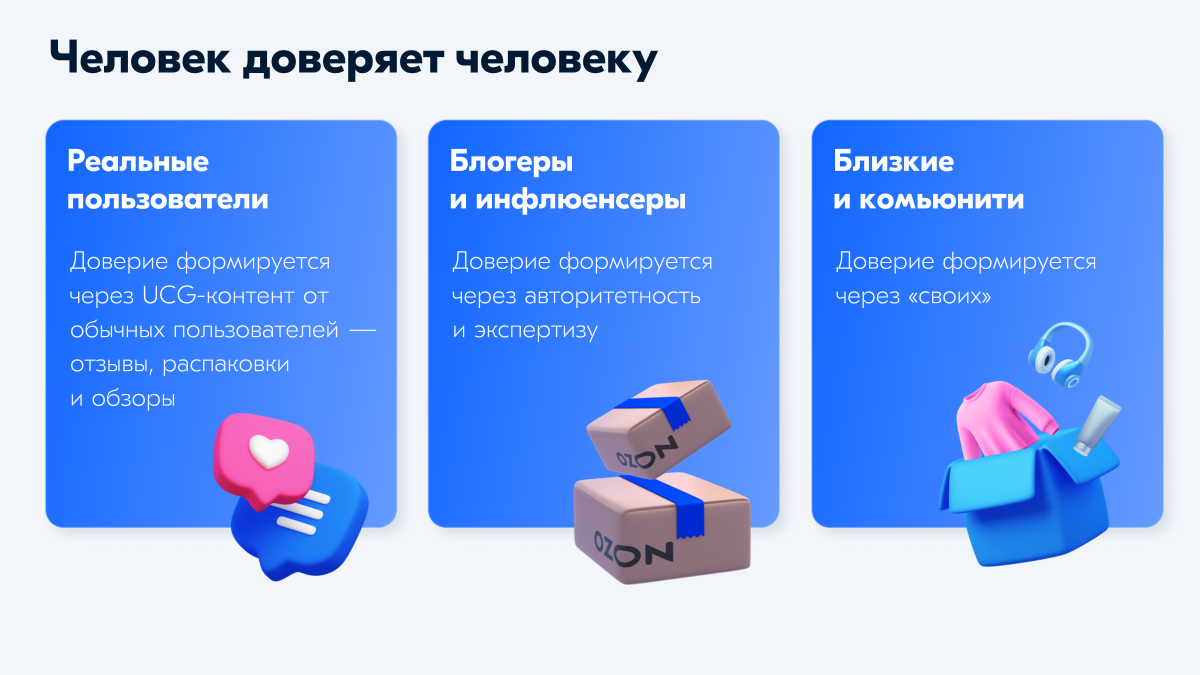 Человек доверяет человеку
Реальные
пользователи
Доверие формируется
через UCG-контент от
обычных пользователей —
отзывы, распаковки
и обзоры
Блогеры
и инфлюенсеры
Доверие формируется
через авторитетность
и экспертизу
OZON
OZON
Близкие
и комьюнити
Доверие формируется
через «своих»